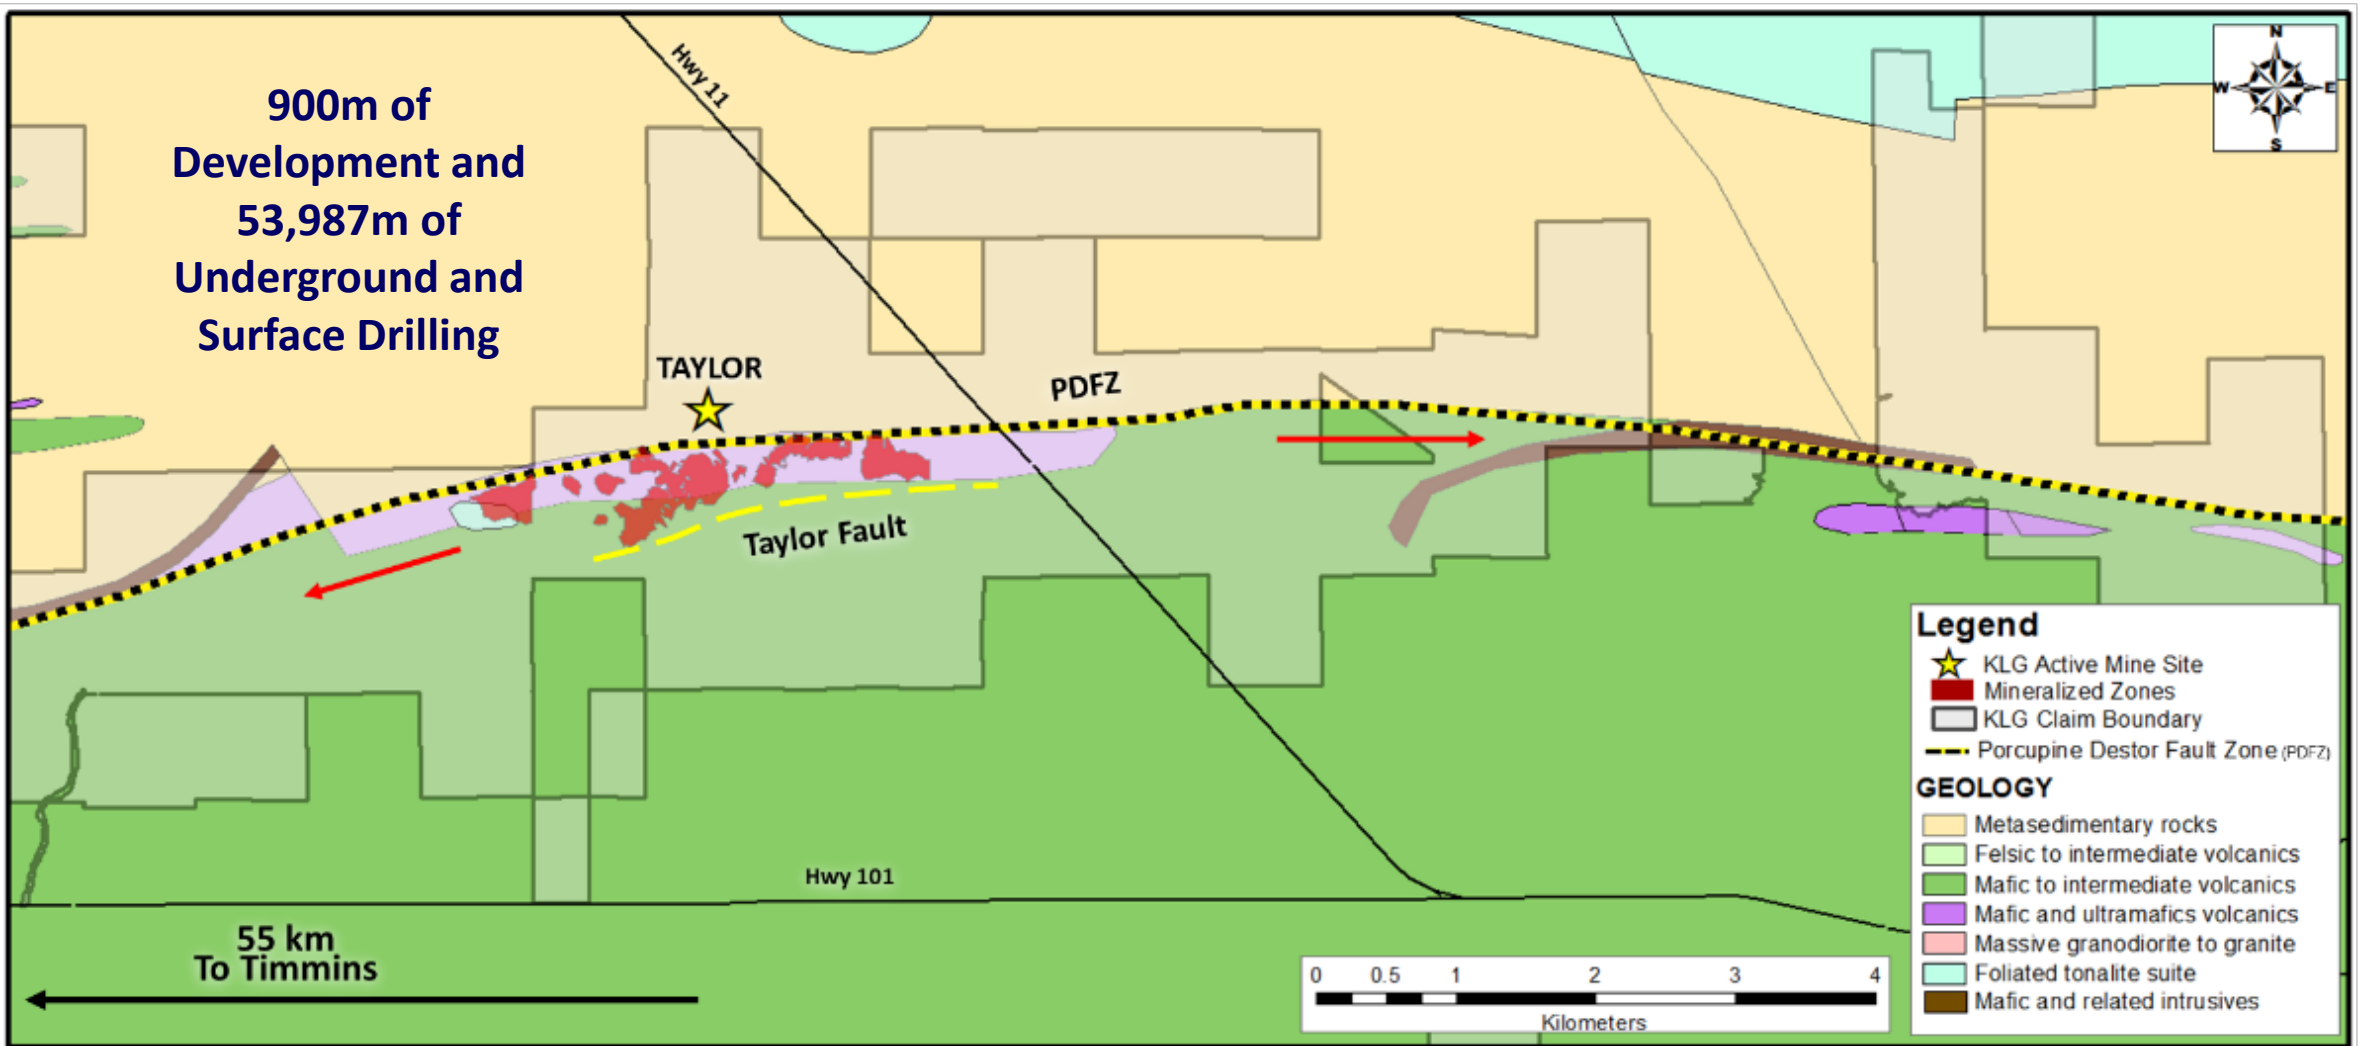 900m of
Development and
53,987m of
Underground and
Surface Drilling
Hwy 11
N
W
E
S
TAYLOR
PDFZ
Taylor Fault
Hwy 101
55 km
To Timmins
0 0.5 1 2 3 4
Kilometers
Legend
KLG Active Mine Site
Mineralized Zones
KLG Claim Boundary
Porcupine Destor Fault Zone (PDFZ)
GEOLOGY
Metasedimentary rocks
Felsic to intermediate volcanics
Mafic to intermediate volcanics
Mafic and ultramafics volcanics
Massive granodiorite to granite
Foliated tonalite suite
Mafic and related intrusives